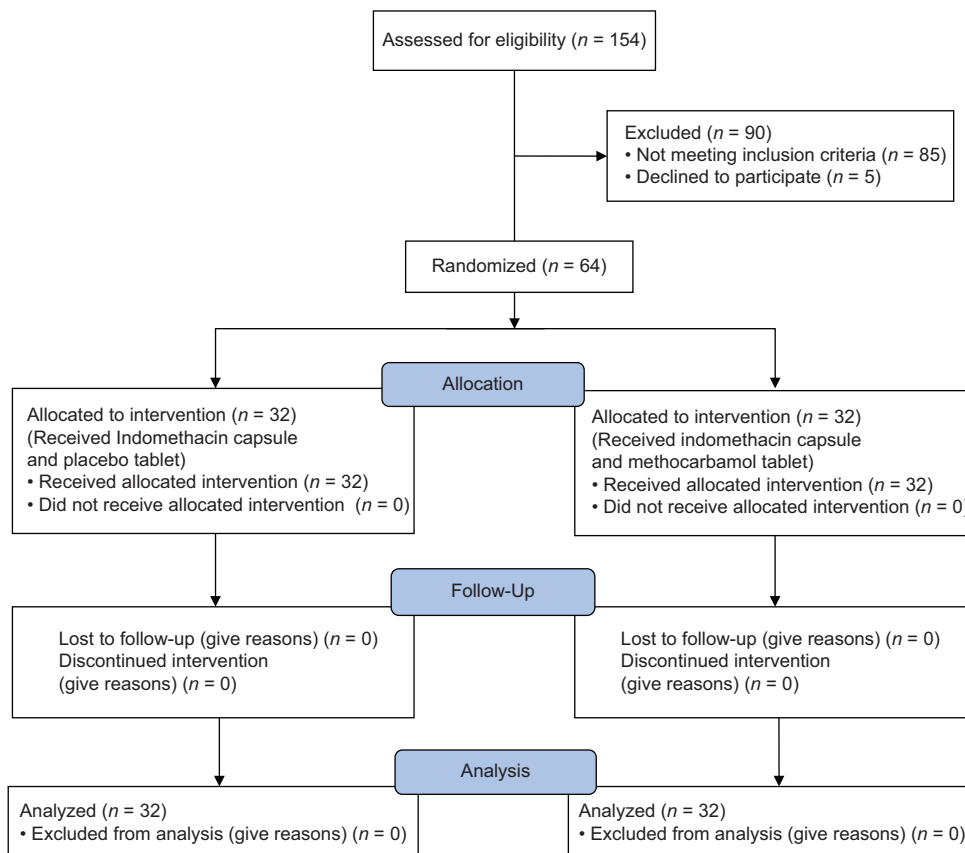 Assessed for eligibility (n = 154)
Excluded (n = 90)
• Not meeting inclusion criteria (n = 85)
• Declined to participate (n = 5)
Randomized (n = 64)
Allocation
Allocated to intervention (n = 32)
(Received Indomethacin capsule
and placebo tablet)
• Received allocated intervention (n = 32)
• Did not receive allocated intervention (n = 0)
Allocated to intervention (n = 32)
(Received indomethacin capsule
and methocarbamol tablet)
• Received allocated intervention (n = 32)
• Did not receive allocated intervention (n = 0)
Follow-Up
Lost to follow-up (give reasons) (n = 0)
Discontinued intervention
(give reasons) (n = 0)
Lost to follow-up (give reasons) (n = 0)
Discontinued intervention
(give reasons) (n = 0)
Analysis
Analyzed (n = 32)
• Excluded from analysis (give reasons) (n = 0)
Analyzed (n = 32)
• Excluded from analysis (give reasons) (n = 0)